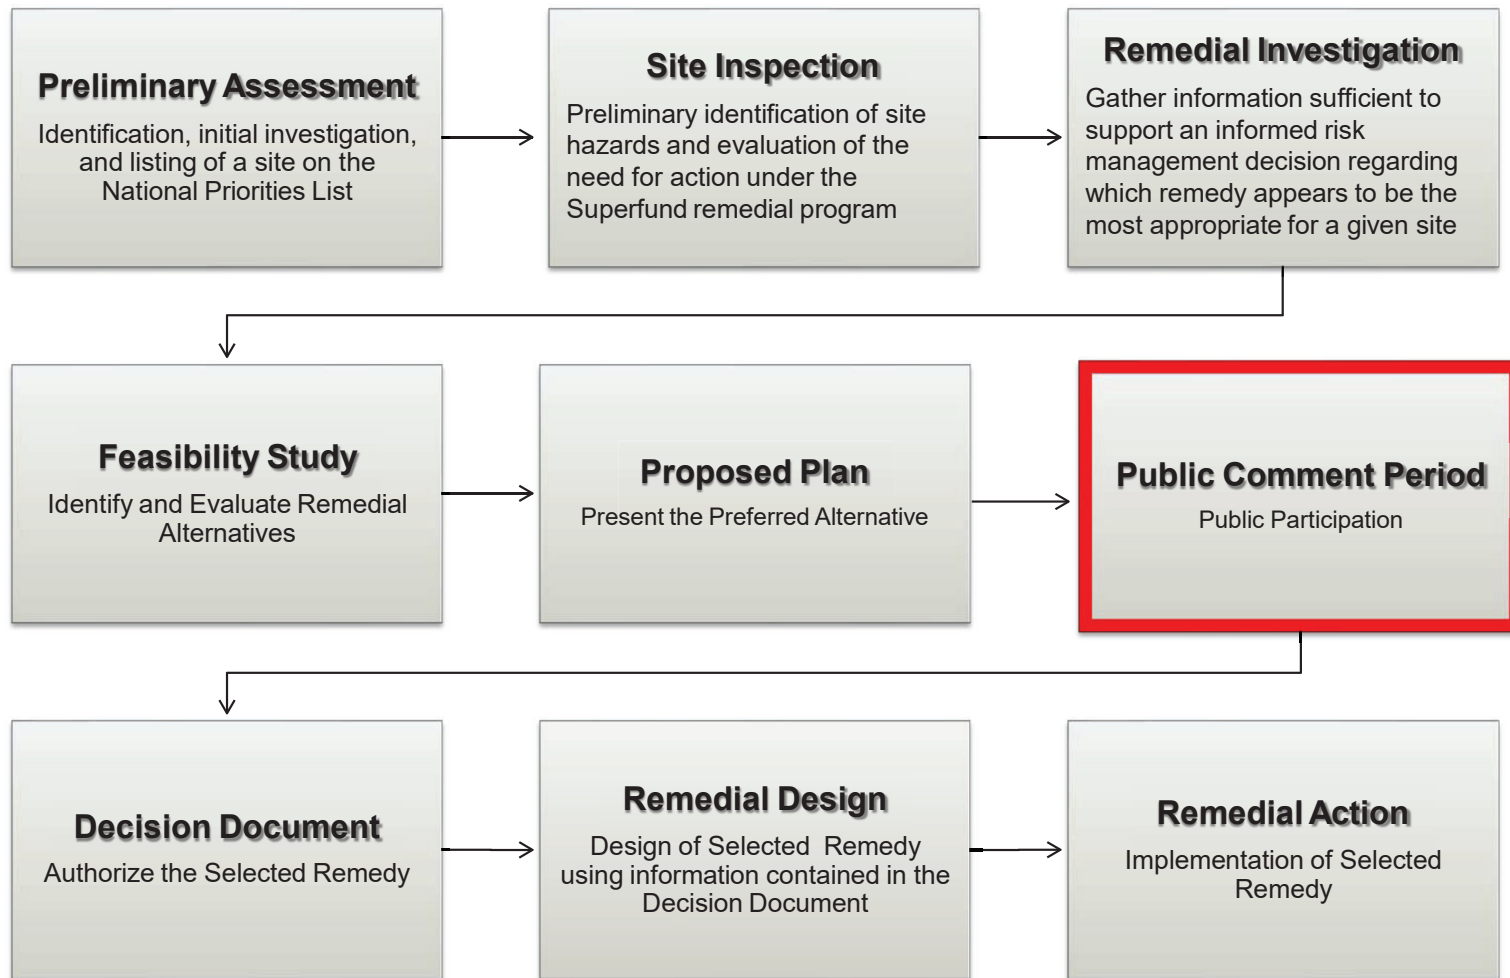 Preliminary Assessment
Identification, initial investigation,
and listing of a site on the
National Priorities List
Site Inspection
Preliminary identification of site
hazards and evaluation of the
need for action under the
Superfund remedial program
Remedial Investigation
Gather information sufficient to
support an informed risk
management decision regarding
which remedy appears to be the
most appropriate for a given site
Feasibility Study
Identify and Evaluate Remedial
Alternatives
Proposed Plan
Present the Preferred Alternative
Public Comment Period
Public Participation
Decision Document
Authorize the Selected Remedy
Remedial Design
Design of Selected Remedy
using information contained in the
Decision Document
Remedial Action
Implementation of Selected
Remedy